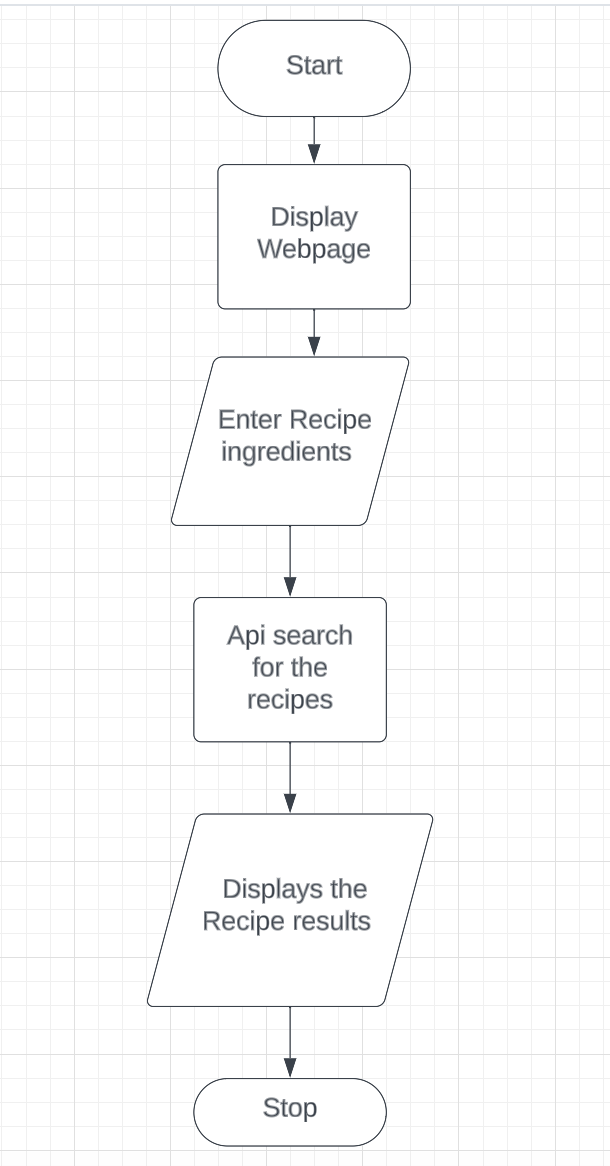 Start
Display
Webpage
Enter Recipe
ingredients
Api search
for the
recipes
Displays the
Recipe results
Stop